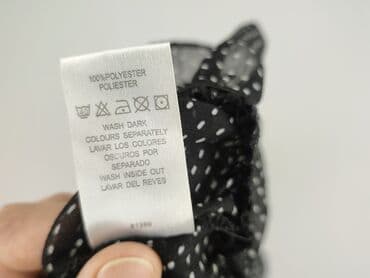 100%POLYESTER
POLIESTER
WASH DARK
COLOURS SEPARATELY
LAVAR LOS COLORES
OSCUROS POR
SEPARADO
WASH INSIDE OUT
LAVAR DEL REVES